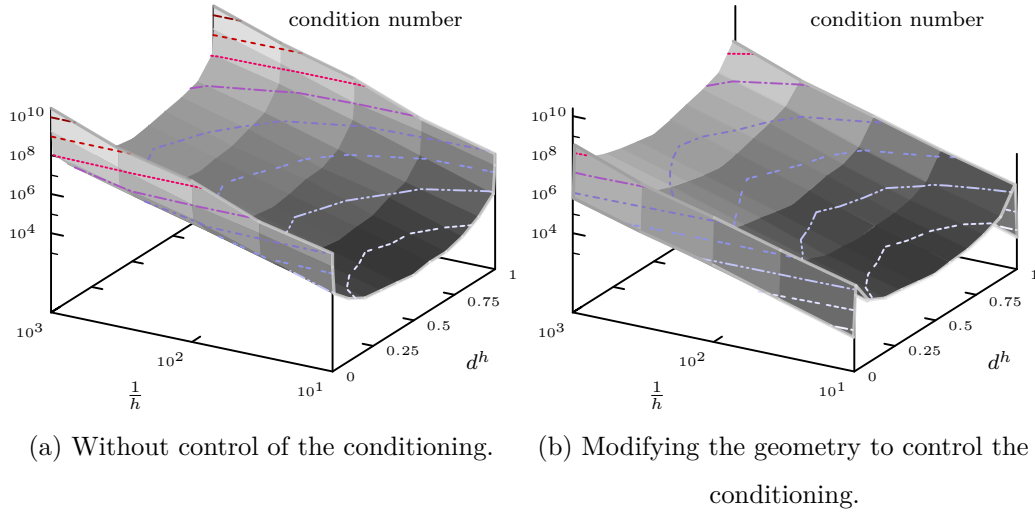 condition number
10^10
10^8
10^6
10^4
10^3
10^2
10^1
1/h
0
0.25
0.5
0.75
1
d^h
(a) Without control of the conditioning.
condition number
10^10
10^8
10^6
10^4
10^3
10^2
10^1
1/h
0
0.25
0.5
0.75
1
d^h
(b) Modifying the geometry to control the
conditioning.